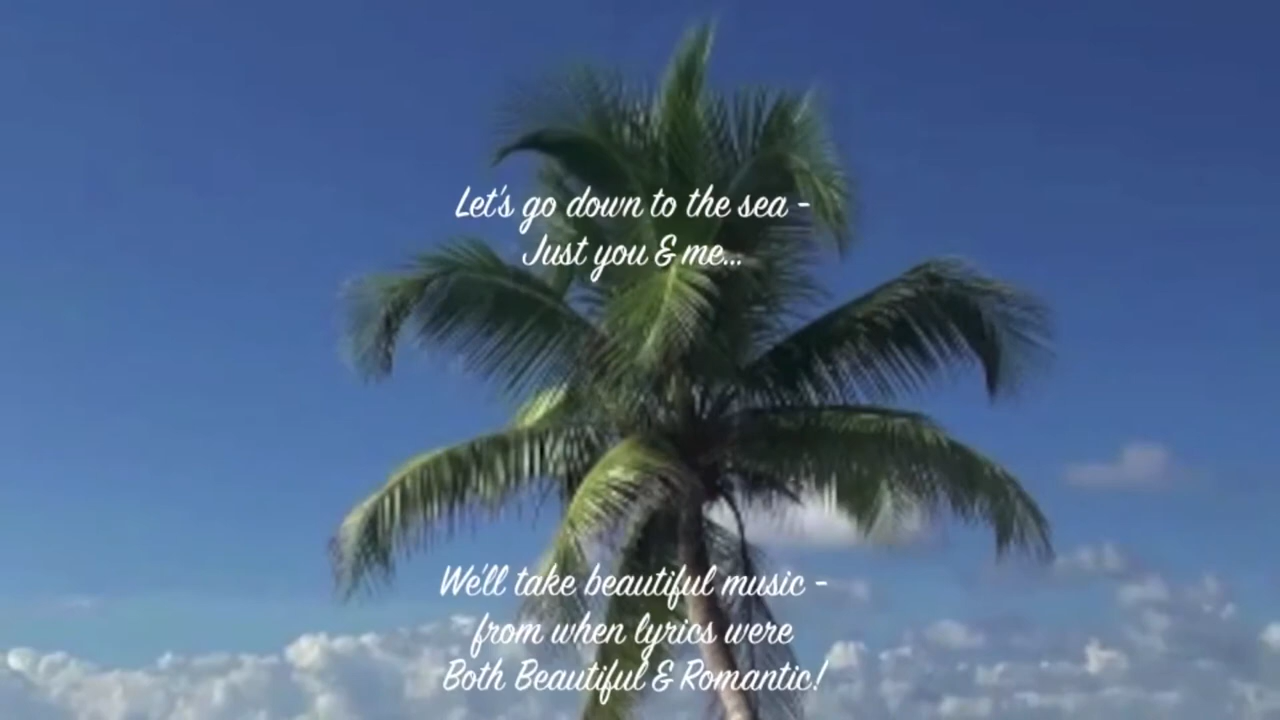 Let's go down to the sea -
Just you & me...
We'll take beautiful music -
from when lyrics were
Both Beautiful & Romantic!